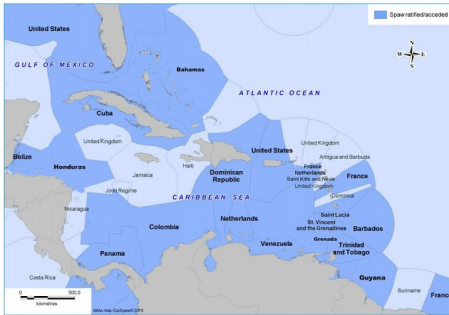 Spaw ratified/acceded
United States
GULF OF MEXICO
Bahamas
N
W E
S
ATLANTIC OCEAN
Cuba
United Kingdom
United States
United Kingdom
Antigua and Barbuda
Belize
Honduras
Jamaica
Haiti
Dominican
Republic
France
Netherlands
Saint Kitts and Nevis
United Kingdom
France
Dominica
Joint Regime
CARIBBEAN SEA
Nicaragua
Colombia
Netherlands
Saint Lucia
St. Vincent
and the Grenadines
Barbados
Grenada
Venezuela
Trinidad
and Tobago
Panama
Costa Rica
Guyana
Suriname
France
0 500.0
kilometres